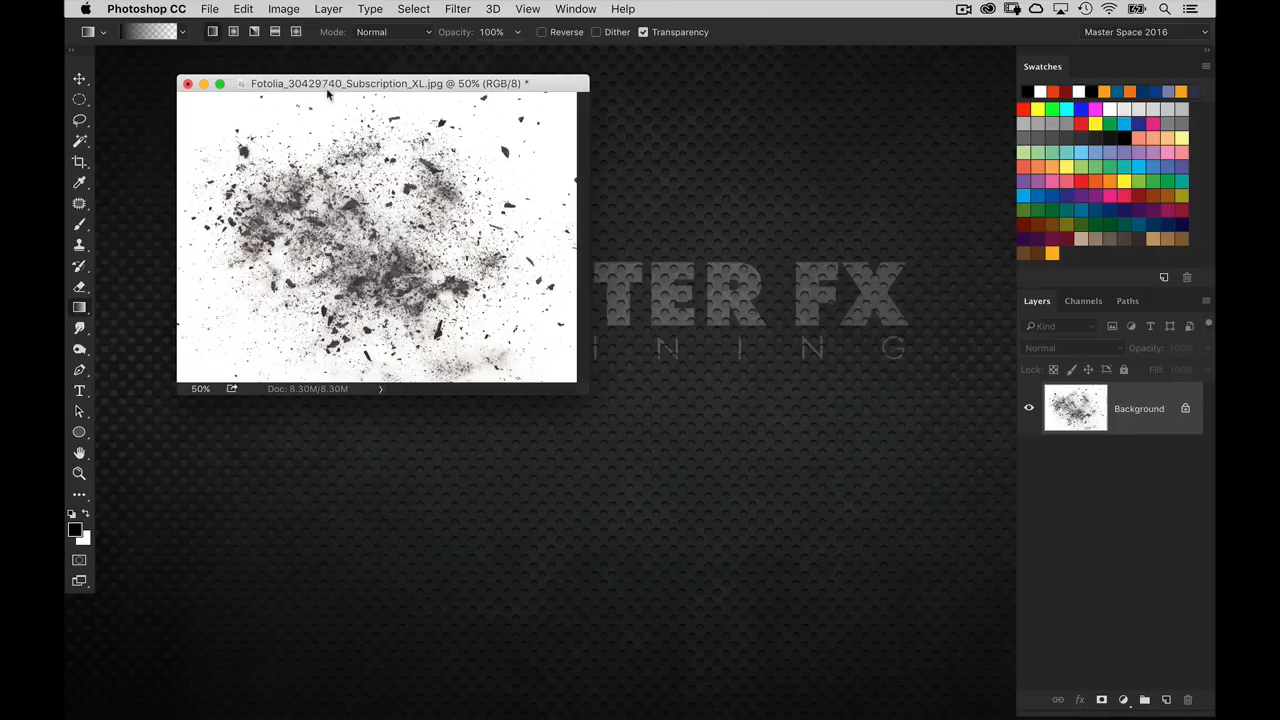 Photoshop CC File Edit Image Layer Type Select Filter 3D View Window Help
Mode: Normal Opacity: 100% Reverse Dither Transparency Master Space 2016
Swatches
Fotolia_30429740_Subscription_XL.jpg @ 50% (RGB/8) *
TER FX
I N I N G
Layers Channels Paths
Kind
Normal Opacity: 100%
Lock: Fill: 100%
50% Doc: 8.30M/8.30M
Background